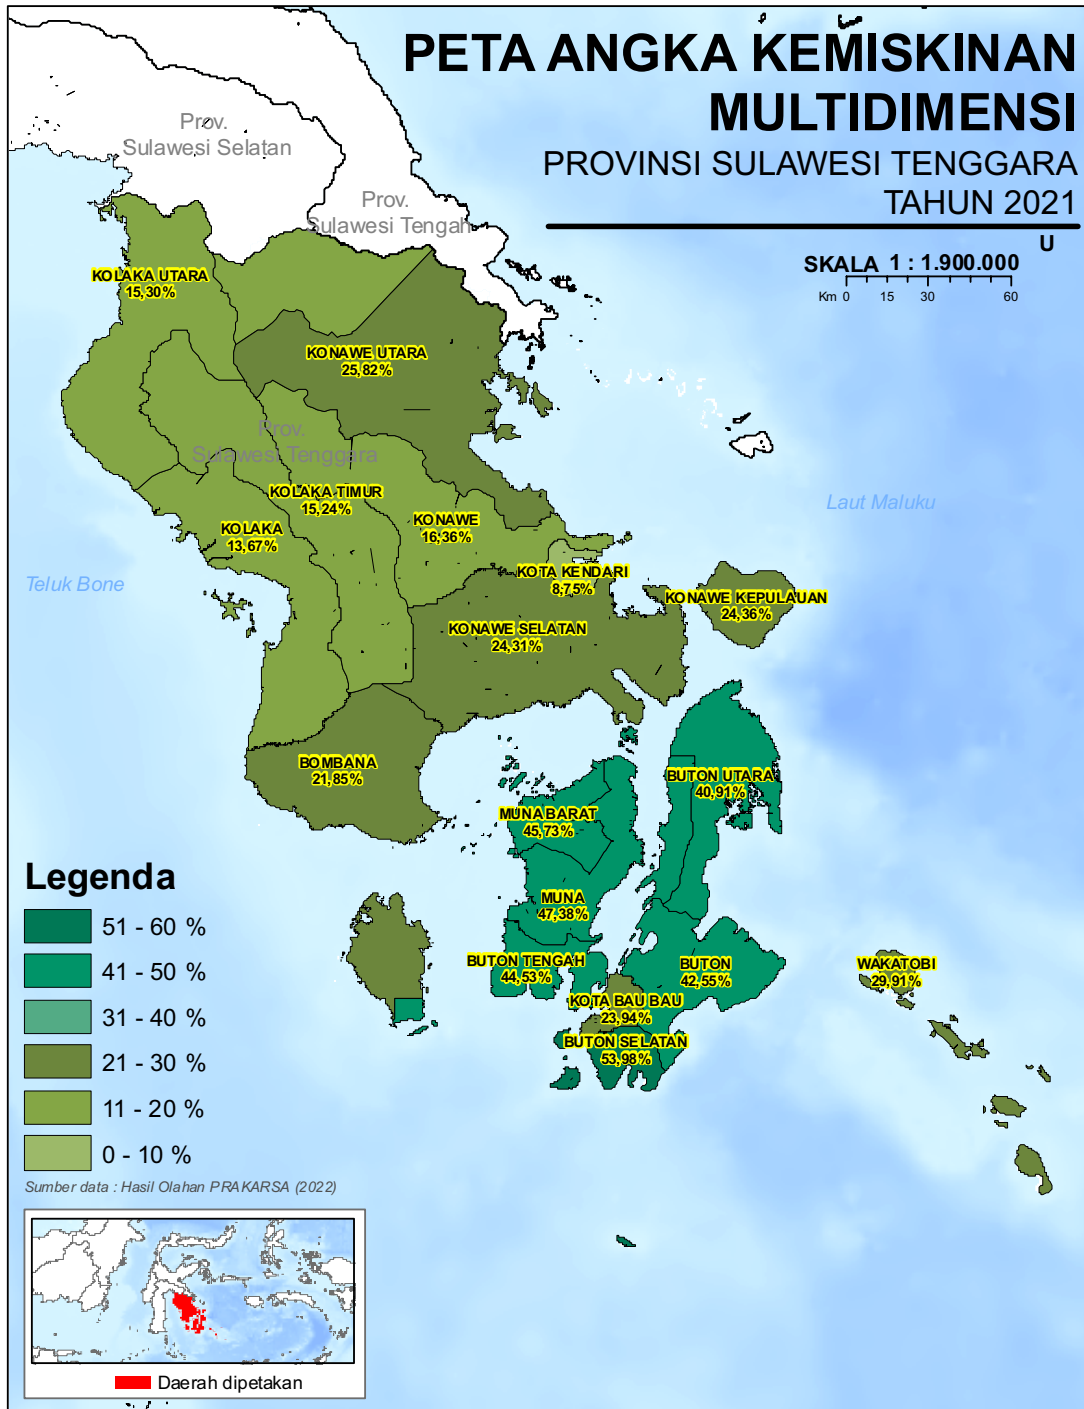 PETA ANGKA KEMISKINAN
MULTIDIMENSI
PROVINSI SULAWESI TENGGARA
TAHUN 2021
U
SKALA 1 : 1.900.000
Km 0 15 30 60
Prov.
Sulawesi Selatan
Prov.
Sulawesi Tengah
KOLAKA UTARA
15,30%
KONAWE UTARA
25,82%
Prov.
Sulawesi Tenggara
KOLAKA TIMUR
15,24%
KOLAKA
13,67%
KONAWE
16,36%
Laut Maluku
Teluk Bone
KOTA KENDARI
8,75%
KONAWE KEPULAUAN
24,36%
KONAWE SELATAN
24,31%
BOMBANA
21,85%
BUTON UTARA
40,91%
MUNA BARAT
45,73%
MUNA
47,38%
BUTON TENGAH
44,53%
BUTON
42,55%
WAKATOBI
29,91%
KOTA BAU BAU
23,94%
BUTON SELATAN
53,98%
Legenda
51 - 60 %
41 - 50 %
31 - 40 %
21 - 30 %
11 - 20 %
0 - 10 %
Sumber data : Hasil Olahan PRAKARSA (2022)
Daerah dipetakan